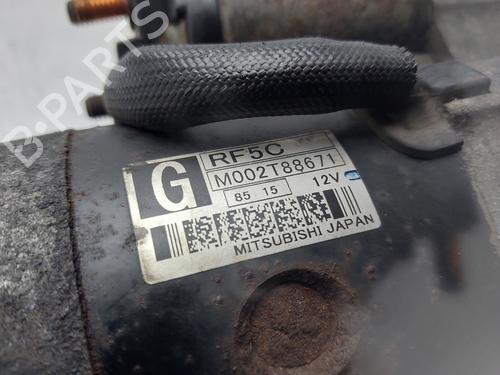 B-PARTS
G
RF5C
M002T88671
85 15 12V
MITSUBISHI JAPAN